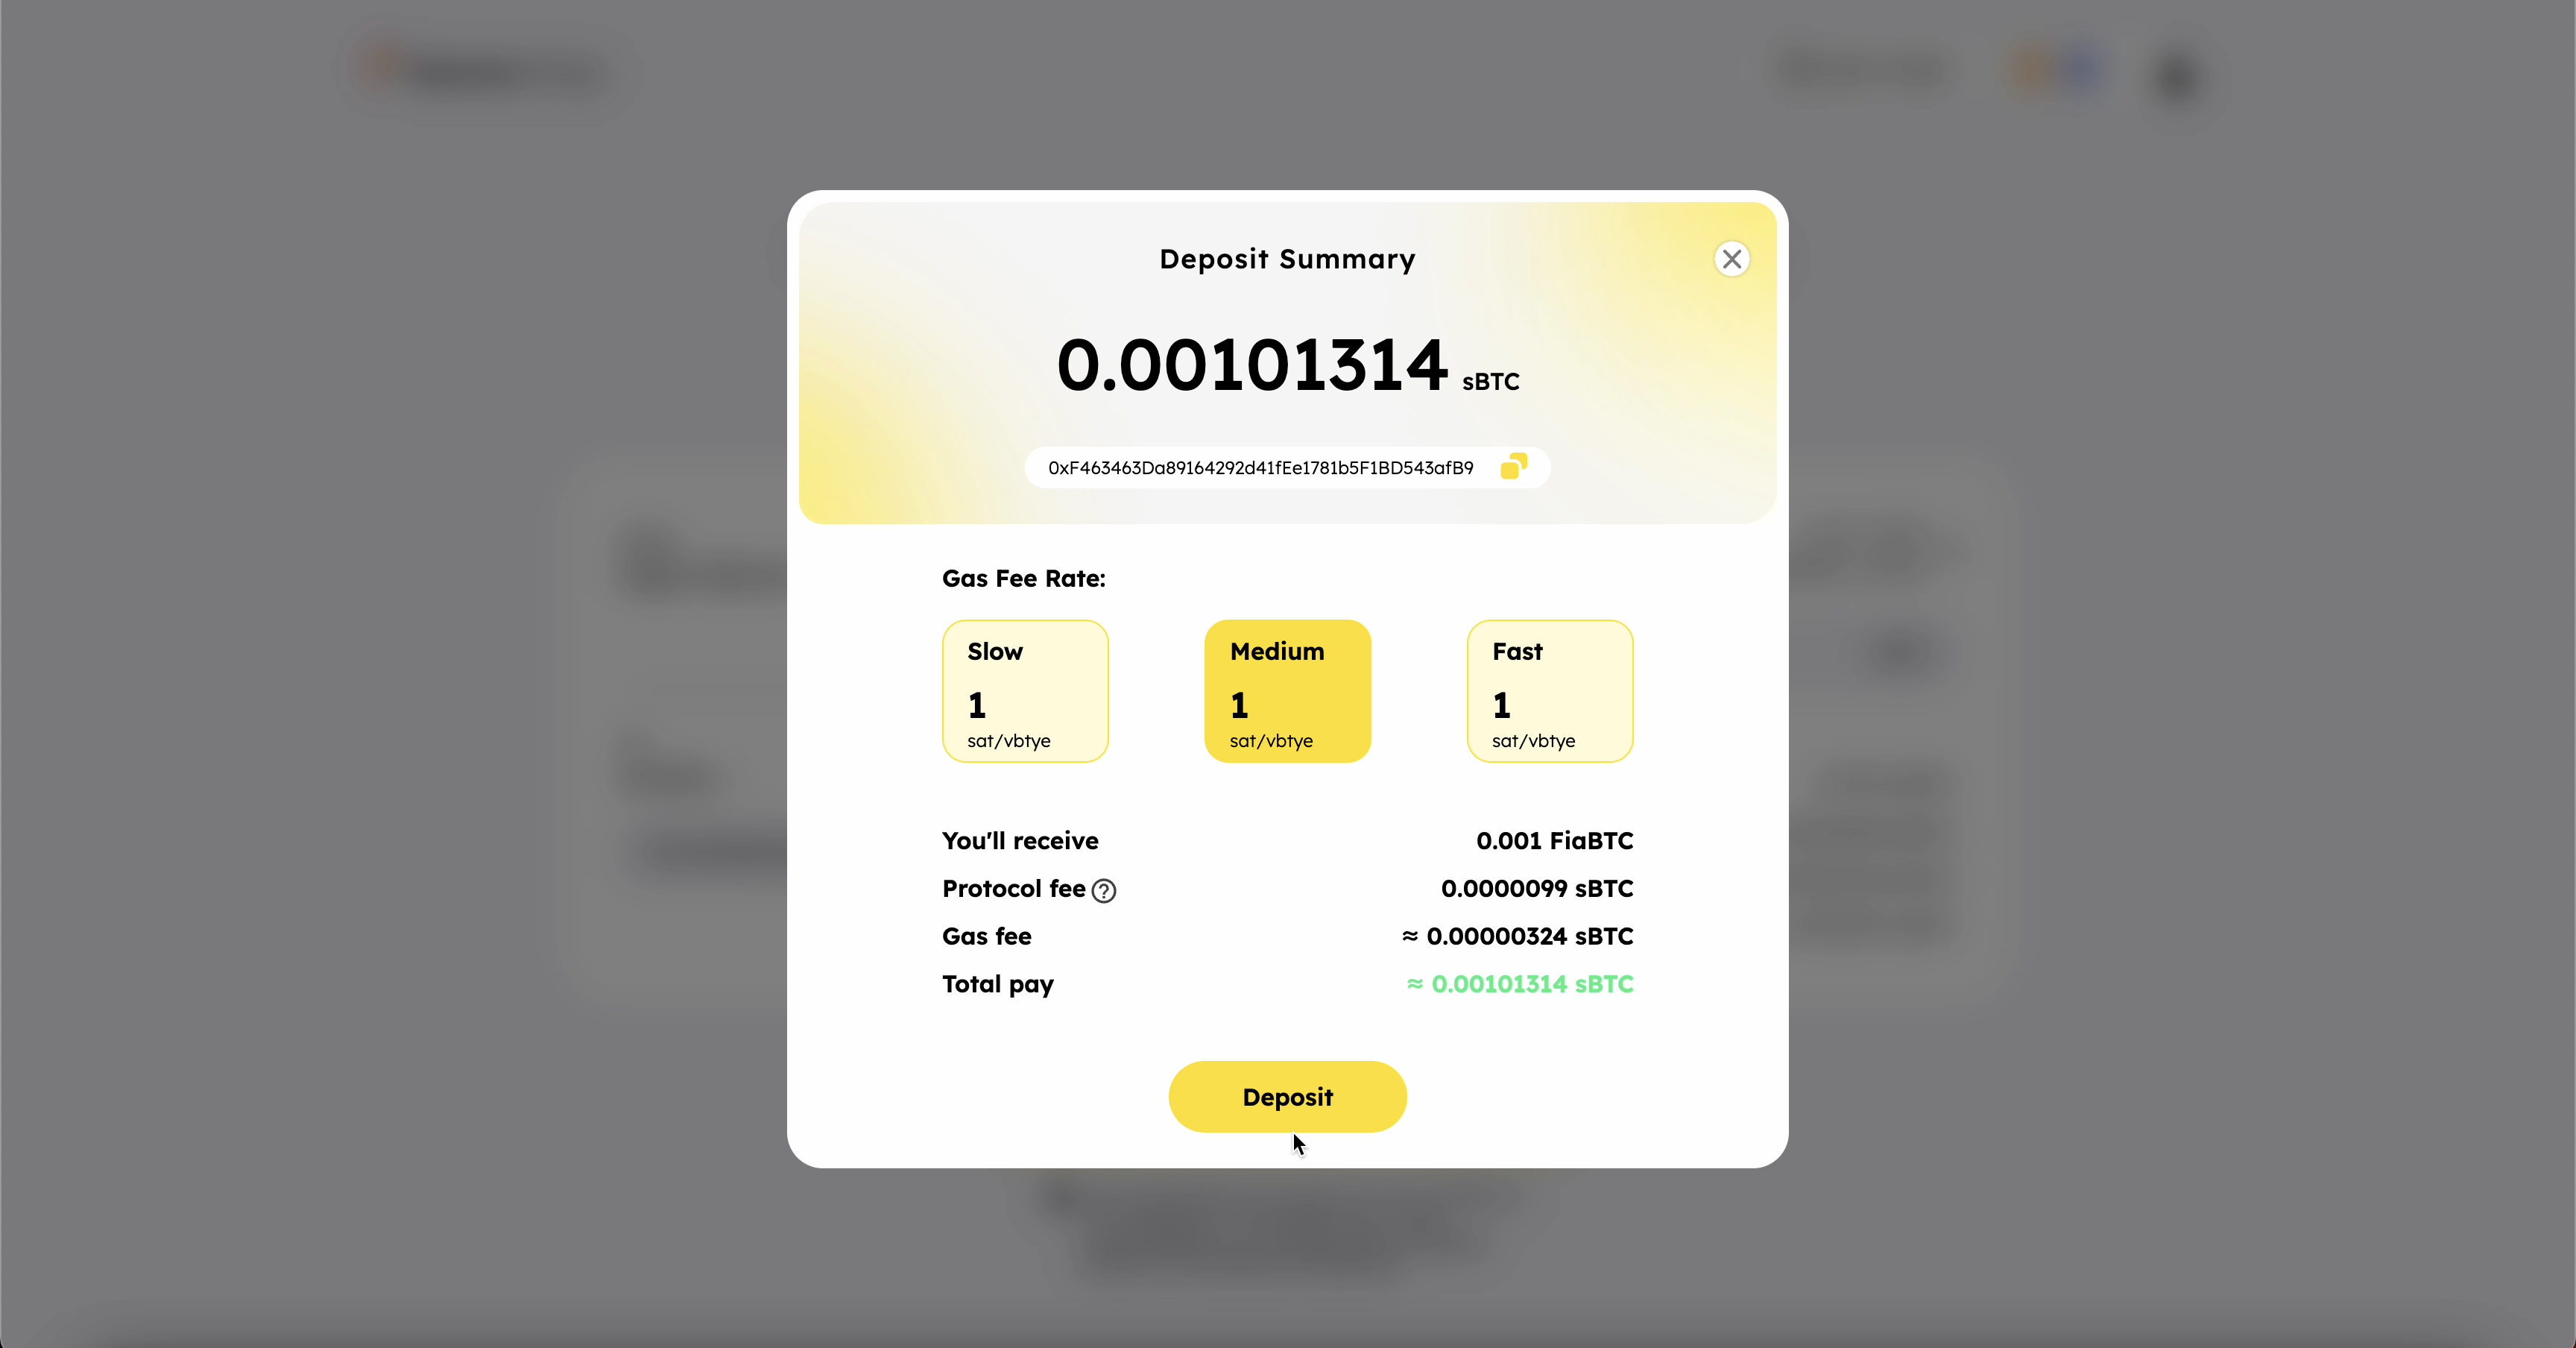 Deposit Summary
0.00101314 sBTC
0xF463463Da89164292d41fEe1781b5F1BD543afB9
Gas Fee Rate:
Slow Medium Fast
1 1 1
sat/vbtye sat/vbtye sat/vbtye
You'll receive 0.001 FiaBTC
Protocol fee ? 0.0000099 sBTC
Gas fee ≈ 0.00000324 sBTC
Total pay ≈ 0.00101314 sBTC
Deposit